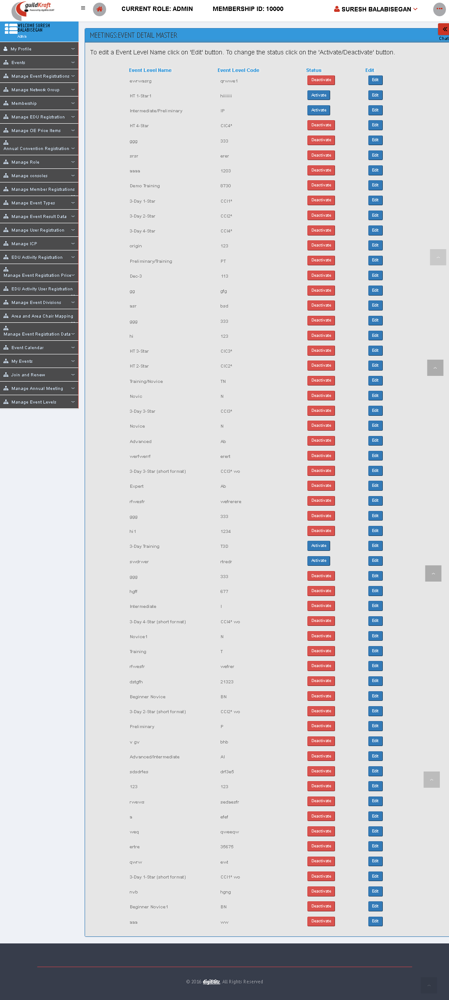 guildKraft
Powered by digiBlitz ELMT
CURRENT ROLE: ADMIN MEMBERSHIP ID: 10000 SURESH BALABISEGAN
WELCOME SURESH
BALABISEGAN
Admin
Chat
My Profile
Events
Manage Event Registrations
Manage Network Group
Membership
Manage EDU Registration
Manage OE Price Items
Annual Convention Registration
Manage Role
Manage consoles
Manage Member Registrations
Manage Event Types
Manage Event Result Data
Manage User Registration
Manage ICP
EDU Activity Registration
Manage Event Registration Price
EDU Activity User Registration
Manage Event Divisions
Area and Area Chair Mapping
Manage Event Registration Data
Event Calendar
My Events
Join and Renew
Manage Annual Meeting
Manage Event Levels
MEETINGS:EVENT DETAIL MASTER
To edit a Event Level Name click on 'Edit' button. To change the status click on the 'Activate/Deactivate' button.
Event Level Name Event Level Code Status Edit
ewrwasrg qrwwe1 Deactivate Edit
HT 1-Star1 hiiiiiii Activate Edit
Intermediate/Preliminary IP Activate Edit
HT 4-Star CIC4* Deactivate Edit
ggg 333 Deactivate Edit
srsr erer Deactivate Edit
aaaa 1203 Deactivate Edit
Demo Training 8730 Deactivate Edit
3-Day 1-Star CCI1* Deactivate Edit
3-Day 2-Star CCI2* Deactivate Edit
3-Day 4-Star CCI4* Deactivate Edit
origin 123 Deactivate Edit
Preliminary/Training PT Deactivate Edit
Dec-3 113 Deactivate Edit
gg gfg Deactivate Edit
asr bsd Deactivate Edit
ggg 333 Deactivate Edit
hi 123 Deactivate Edit
HT 3-Star CIC3* Deactivate Edit
HT 2-Star CIC2* Deactivate Edit
Training/Novice TN Deactivate Edit
Novic N Deactivate Edit
3-Day 3-Star CCI3* Deactivate Edit
Novice N Deactivate Edit
Advanced Ab Deactivate Edit
werfwerrf erert Deactivate Edit
3-Day 3-Star (short format) CCI3* wo Deactivate Edit
Expert Ab Deactivate Edit
rfwesfr wefrerere Deactivate Edit
ggg 333 Deactivate Edit
hi1 1234 Deactivate Edit
3-Day Training T3D Activate Edit
swdrwer rtredr Activate Edit
ggg 333 Deactivate Edit
hgff 677 Deactivate Edit
Intermediate I Deactivate Edit
3-Day 4-Star (short format) CCI4* wo Deactivate Edit
Novice1 N Deactivate Edit
Training T Deactivate Edit
rfwesfr wefrer Deactivate Edit
dstgfh 21323 Deactivate Edit
Beginner Novice BN Deactivate Edit
3-Day 2-Star (short format) CCI2* wo Deactivate Edit
Preliminary P Deactivate Edit
v gv bhb Deactivate Edit
Advanced/Intermediate AI Deactivate Edit
sdsdrfes drf3e5 Deactivate Edit
123 123 Deactivate Edit
rwews sedaesfr Deactivate Edit
a efef Deactivate Edit
weq qweeqw Deactivate Edit
ertre 35675 Deactivate Edit
qwrw ewt Deactivate Edit
3-Day 1-Star (short format) CCI1* wo Deactivate Edit
nvb hgng Deactivate Edit
Beginner Novice1 BN Deactivate Edit
aaa ww Deactivate Edit
© 2016 digiBlitz. All Rights Reserved